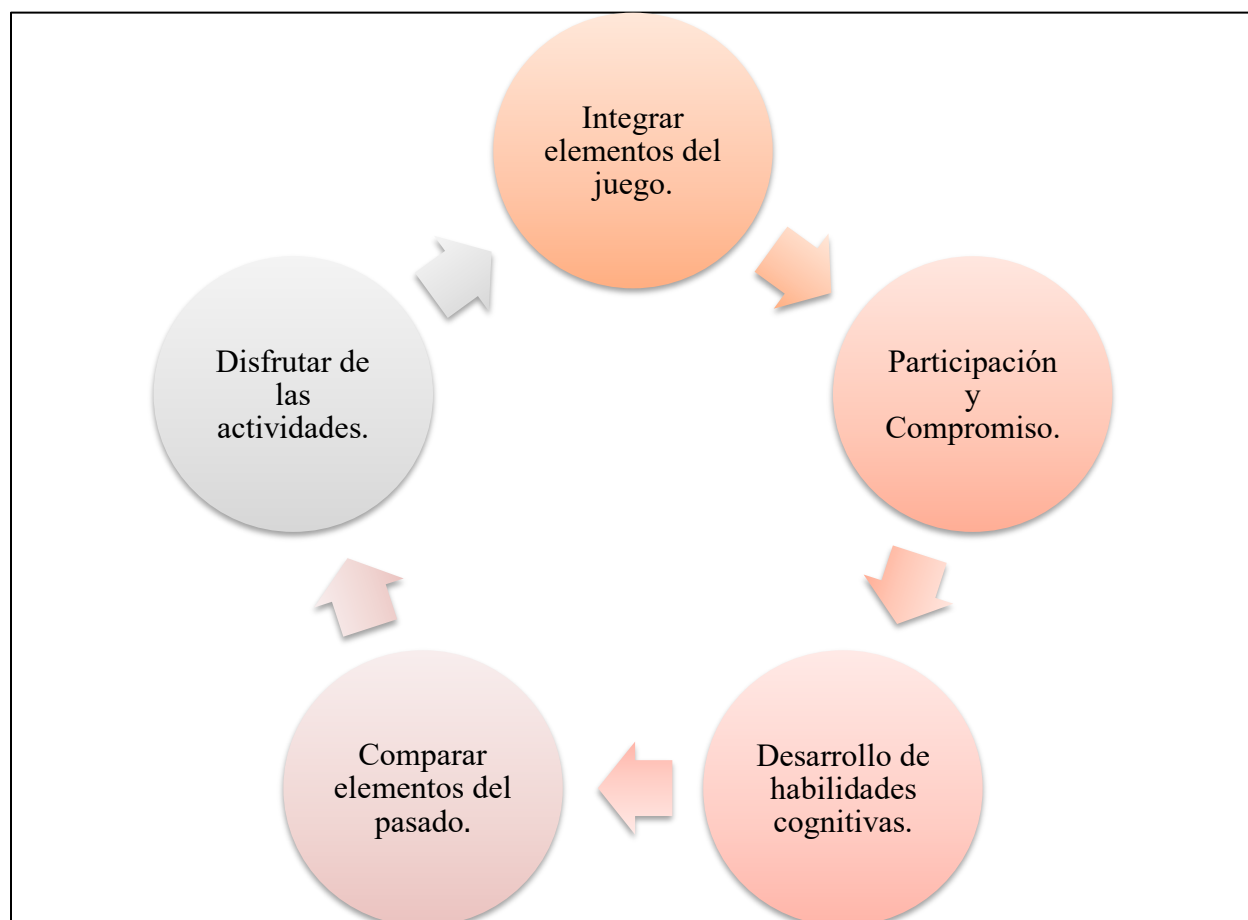 Integrar
elementos del
juego.
Participación
y
Compromiso.
Desarrollo de
habilidades
cognitivas.
Comparar
elementos del
pasado.
Disfrutar de
las
actividades.